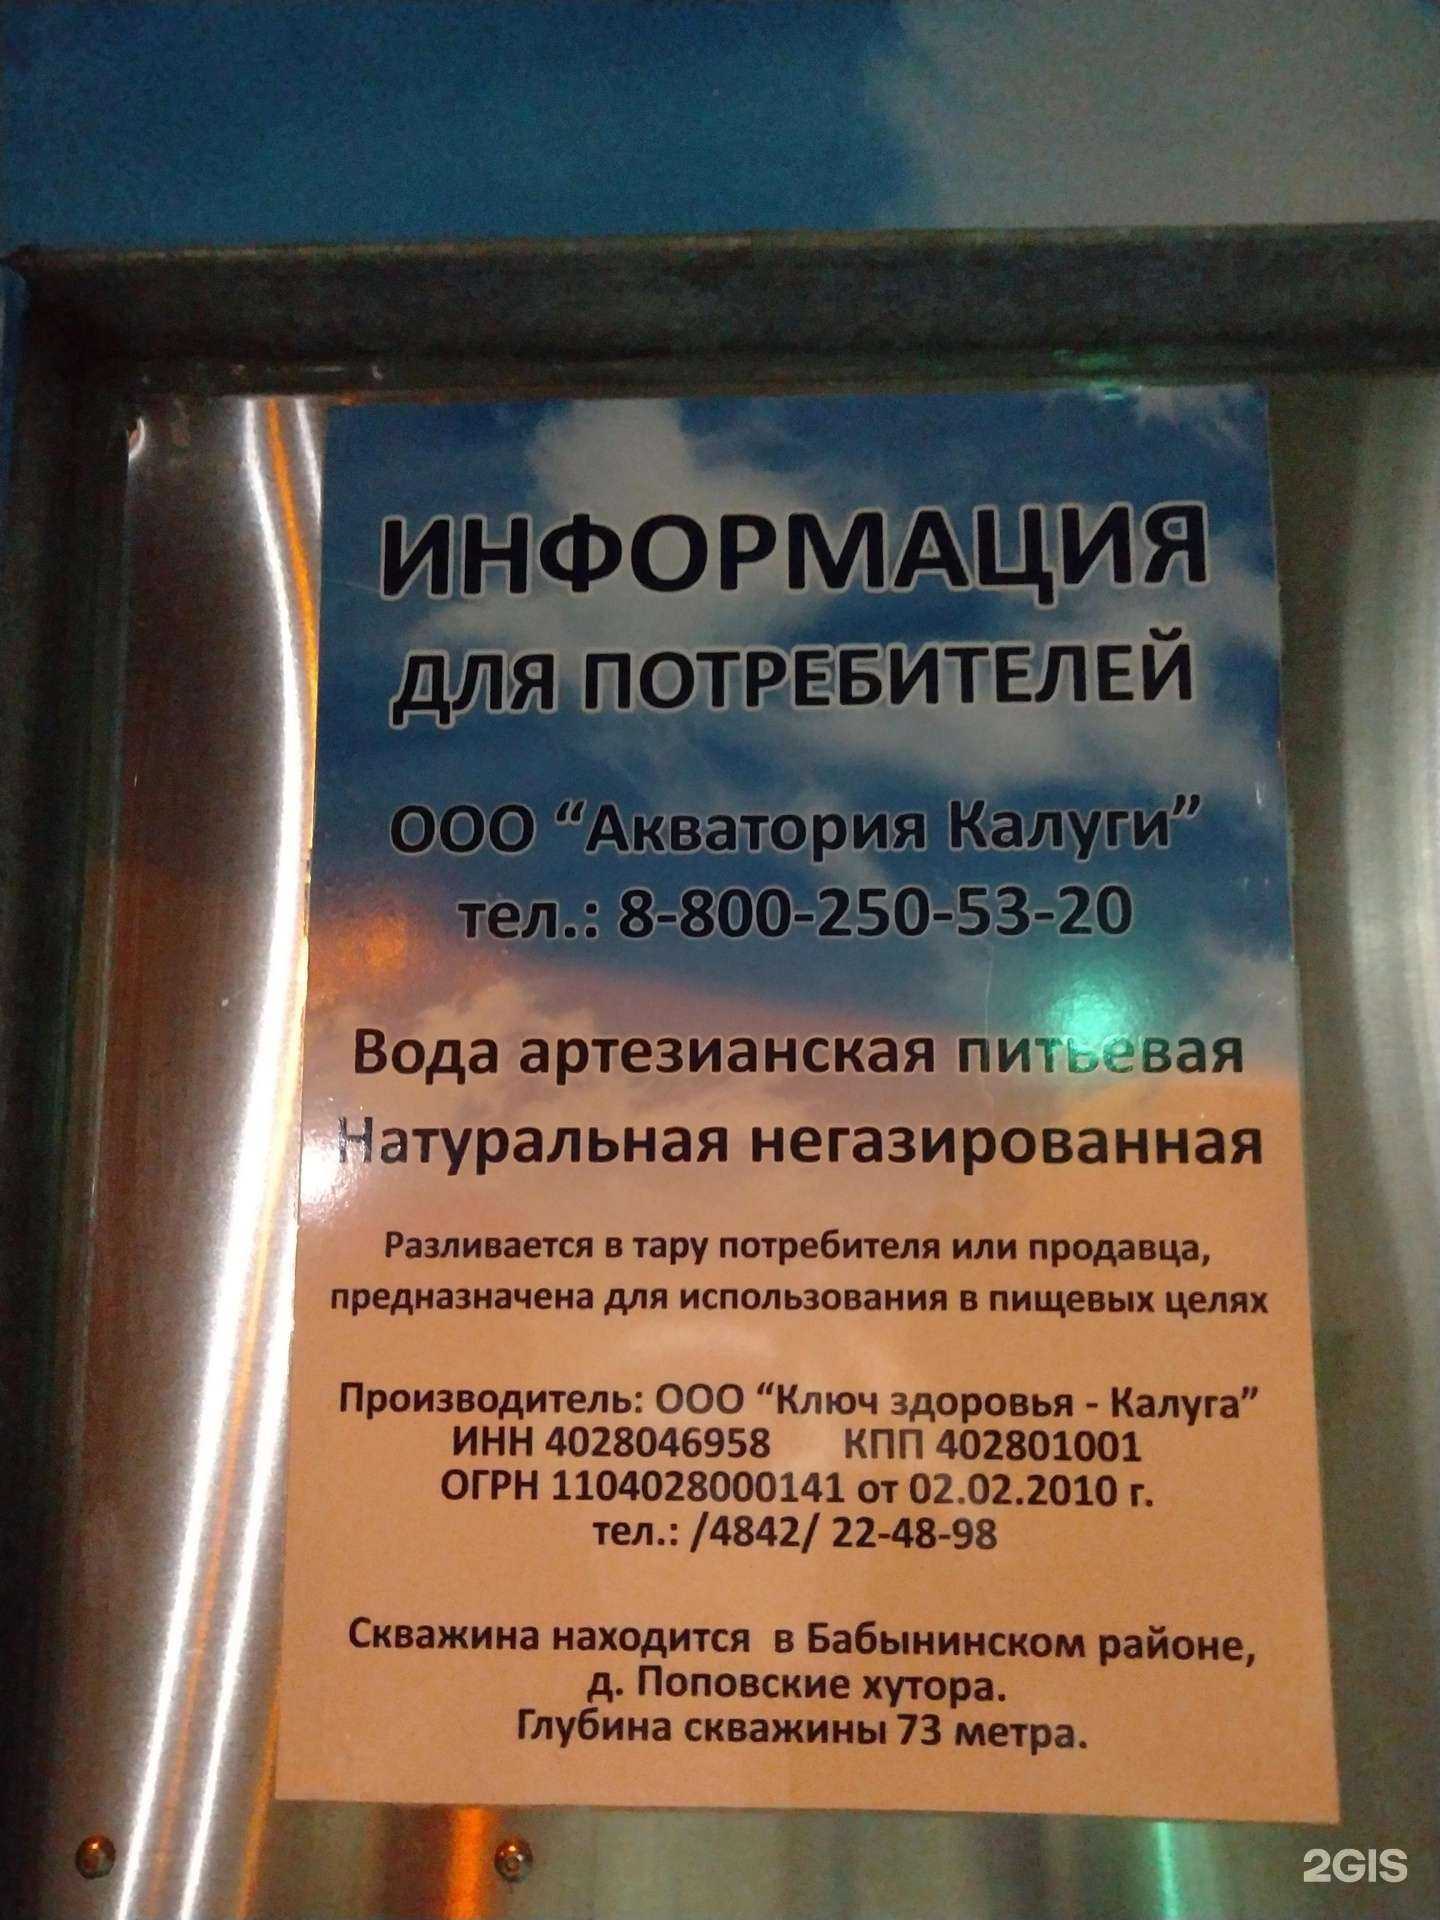 ИНФОРМАЦИЯ
ДЛЯ ПОТРЕБИТЕЛЕЙ
ООО “Акватория Калуги”
тел.: 8-800-250-53-20
Вода артезианская питьевая
Натуральная негазированная
Разливается в тару потребителя или продавца,
предназначена для использования в пищевых целях
Производитель: ООО “Ключ здоровья - Калуга”
ИНН 4028046958 КПП 402801001
ОГРН 1104028000141 от 02.02.2010 г.
тел.: /4842/ 22-48-98
Скважина находится в Бабынинском районе,
д. Поповские хутора.
Глубина скважины 73 метра.
2GIS